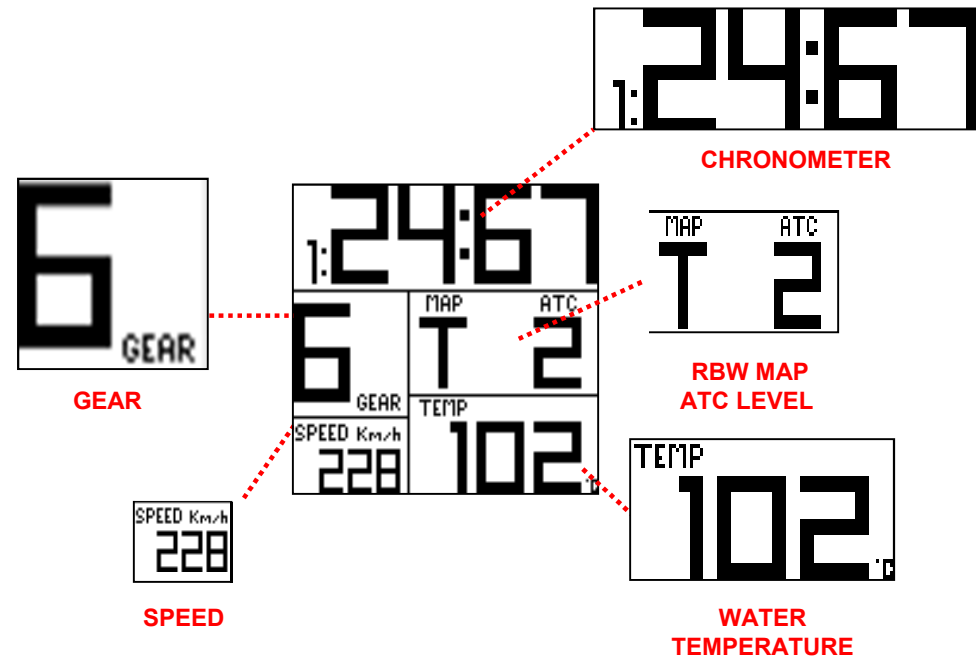 1:24:67
CHRONOMETER
6
GEAR
GEAR
1:24:67
6
GEAR
MAP ATC
T 2
SPEED Km/h
228
TEMP
102 °C
MAP ATC
T 2
RBW MAP
ATC LEVEL
SPEED Km/h
228
SPEED
TEMP
102 °C
WATER
TEMPERATURE